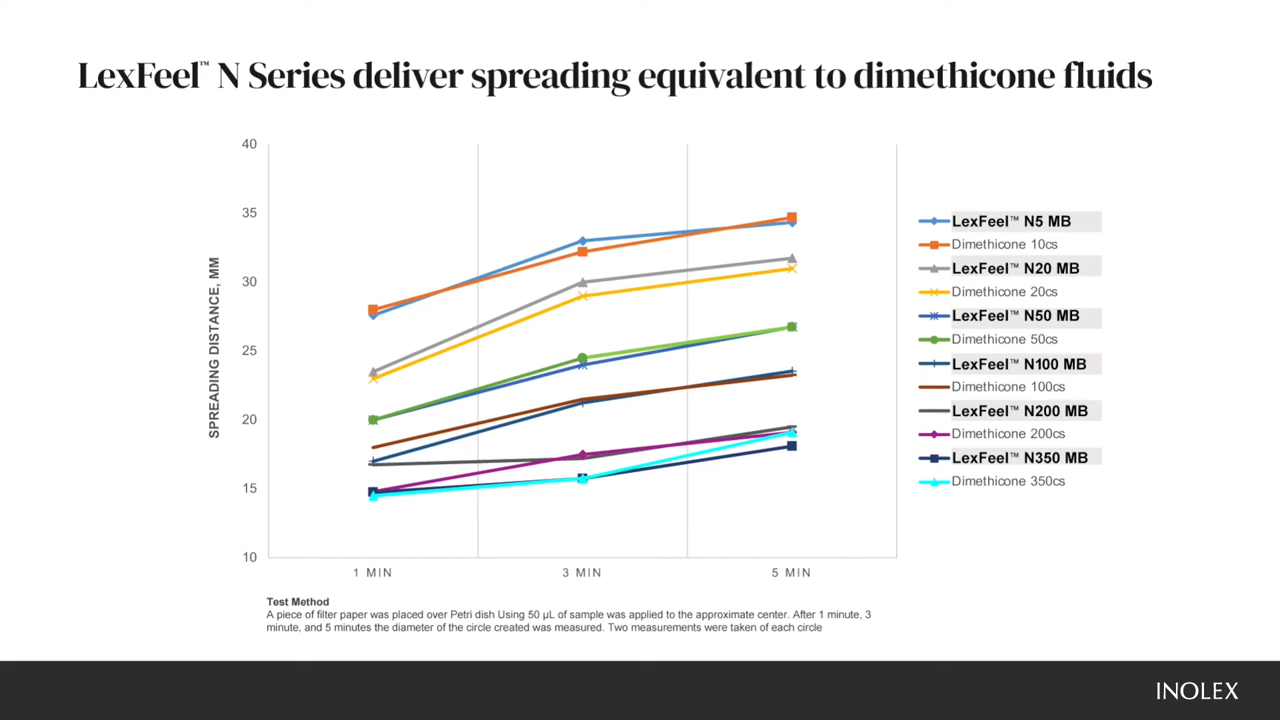 LexFeel™ N Series deliver spreading equivalent to dimethicone fluids
SPREADING DISTANCE, MM
40
35
30
25
20
15
10
1 MIN
3 MIN
5 MIN
LexFeel™ N5 MB
Dimethicone 10cs
LexFeel™ N20 MB
Dimethicone 20cs
LexFeel™ N50 MB
Dimethicone 50cs
LexFeel™ N100 MB
Dimethicone 100cs
LexFeel™ N200 MB
Dimethicone 200cs
LexFeel™ N350 MB
Dimethicone 350cs
Test Method
A piece of filter paper was placed over Petri dish Using 50 µL of sample was applied to the approximate center. After 1 minute, 3
minute, and 5 minutes the diameter of the circle created was measured. Two measurements were taken of each circle
INOLEX